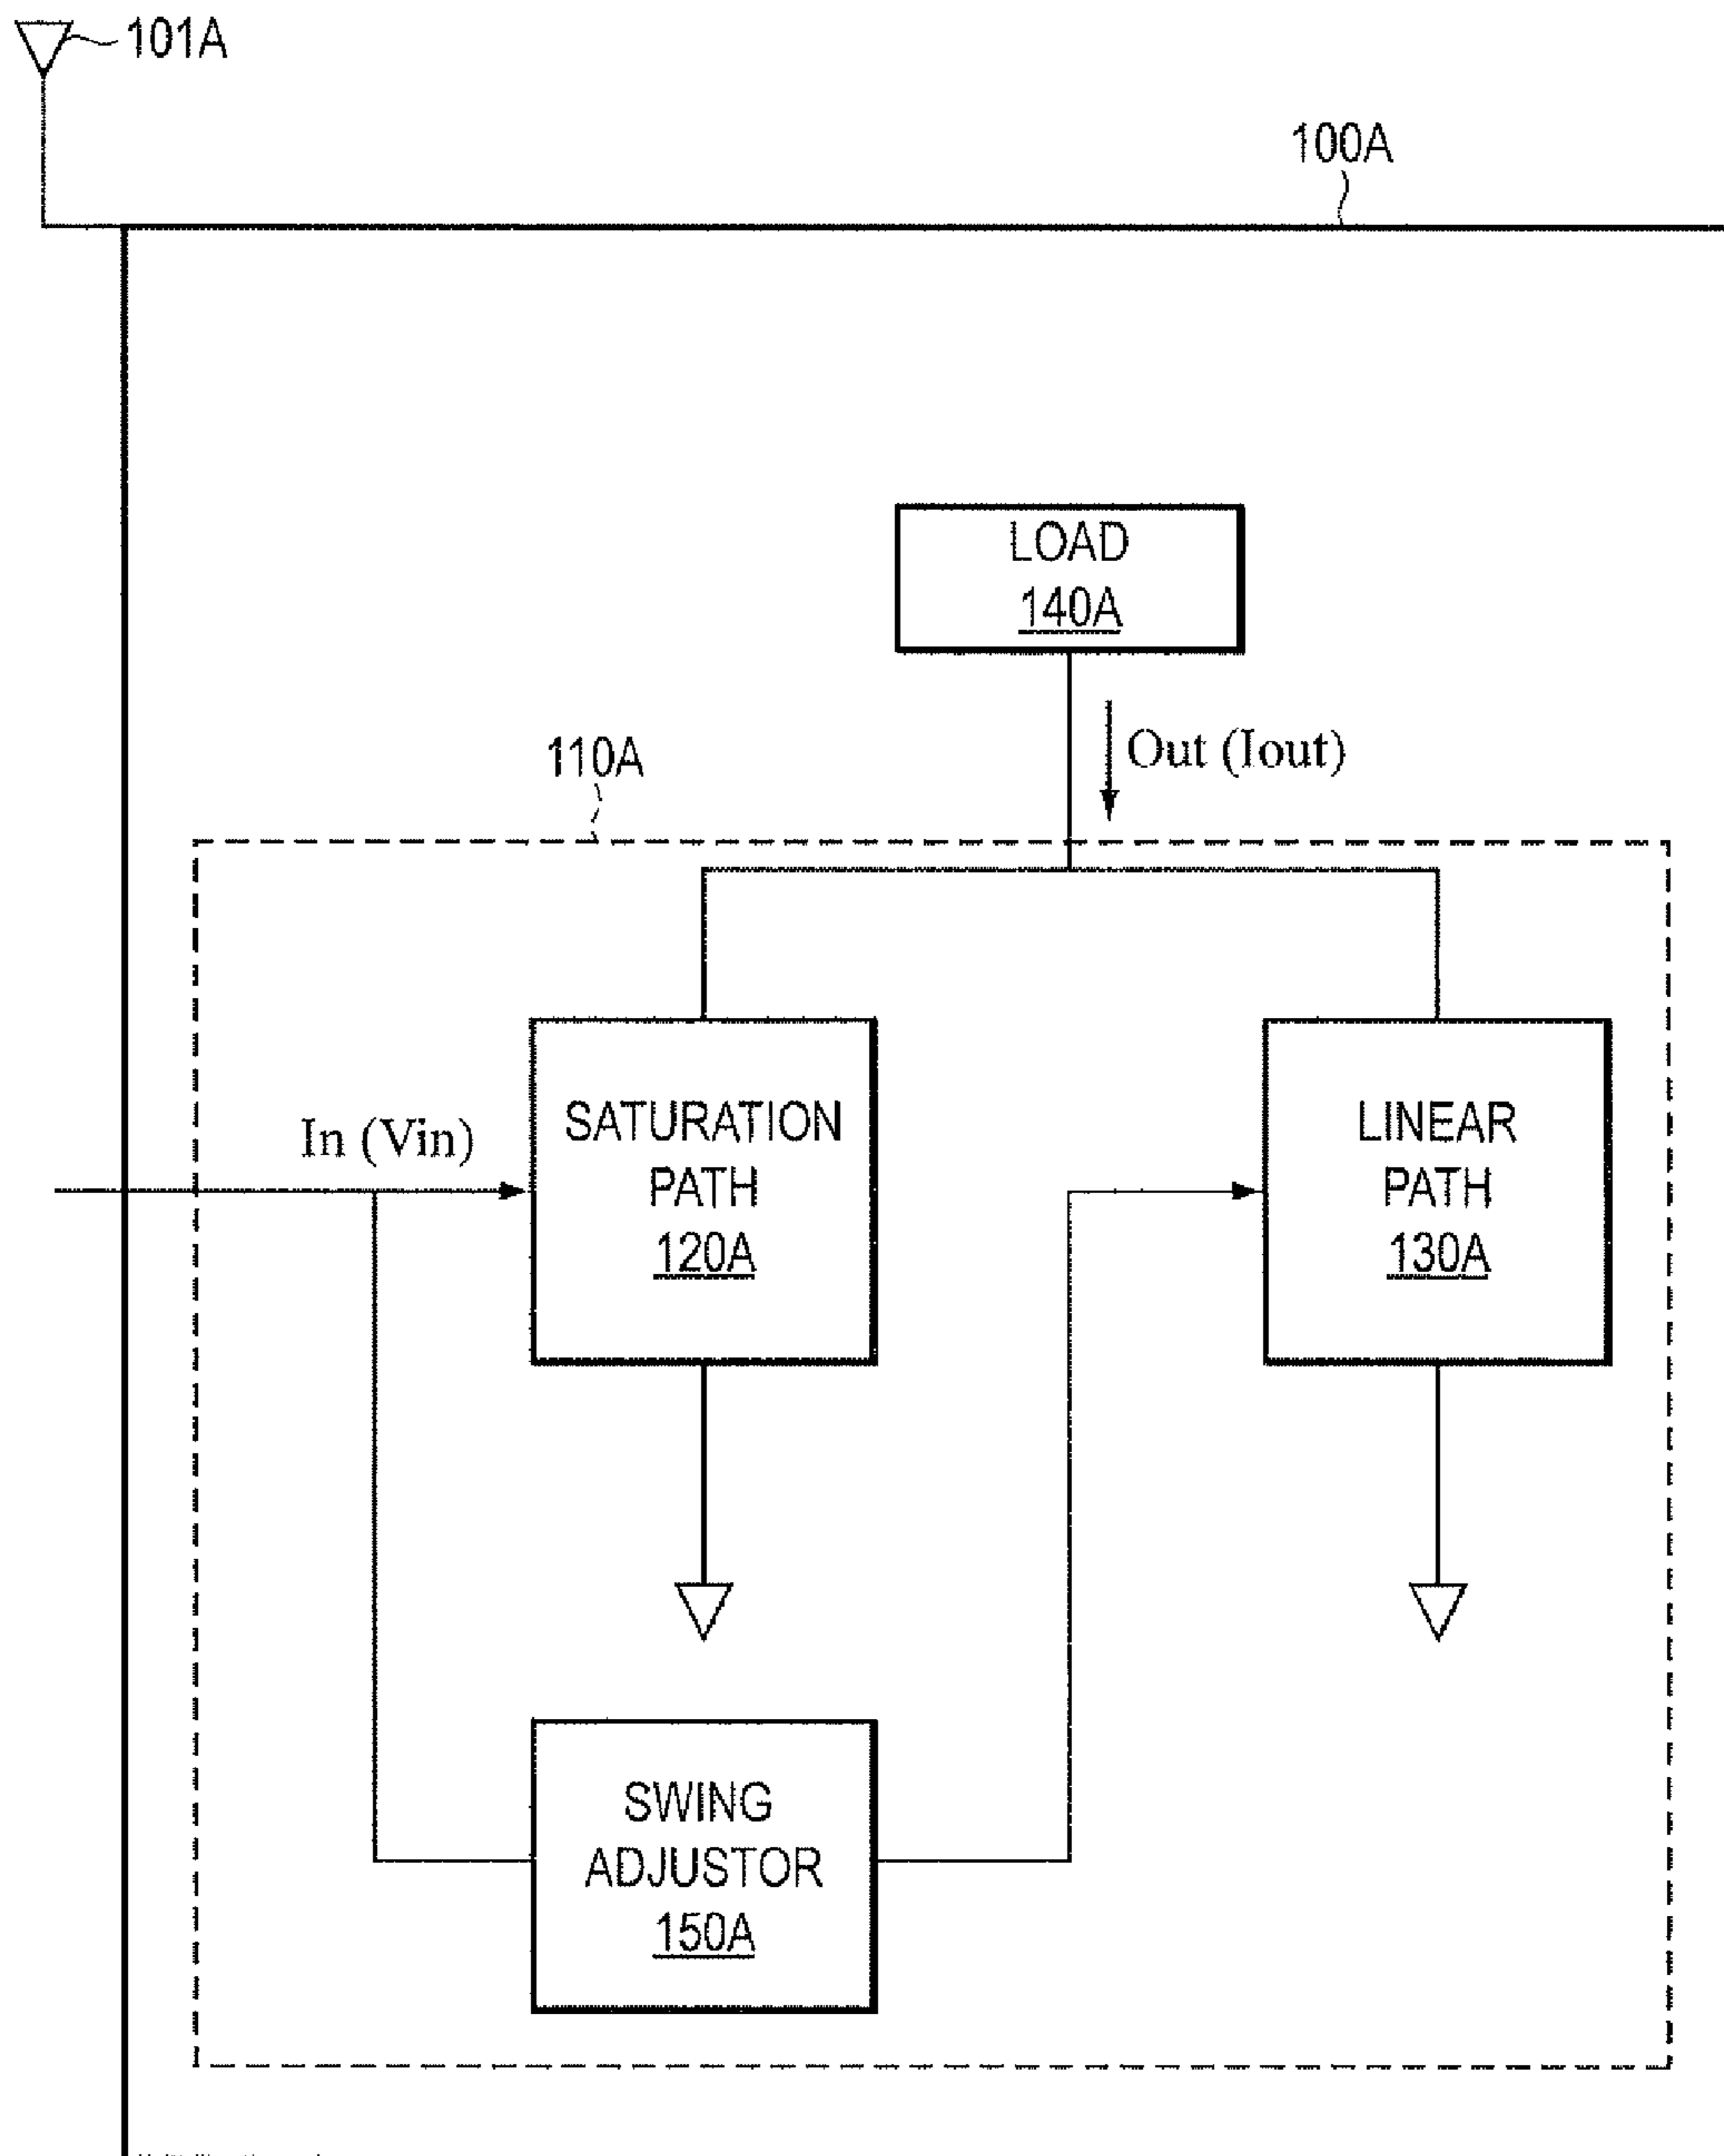 101A
100A
LOAD
140A
Out (Iout)
110A
In (Vin)
SATURATION
PATH
120A
LINEAR
PATH
130A
SWING
ADJUSTOR
150A